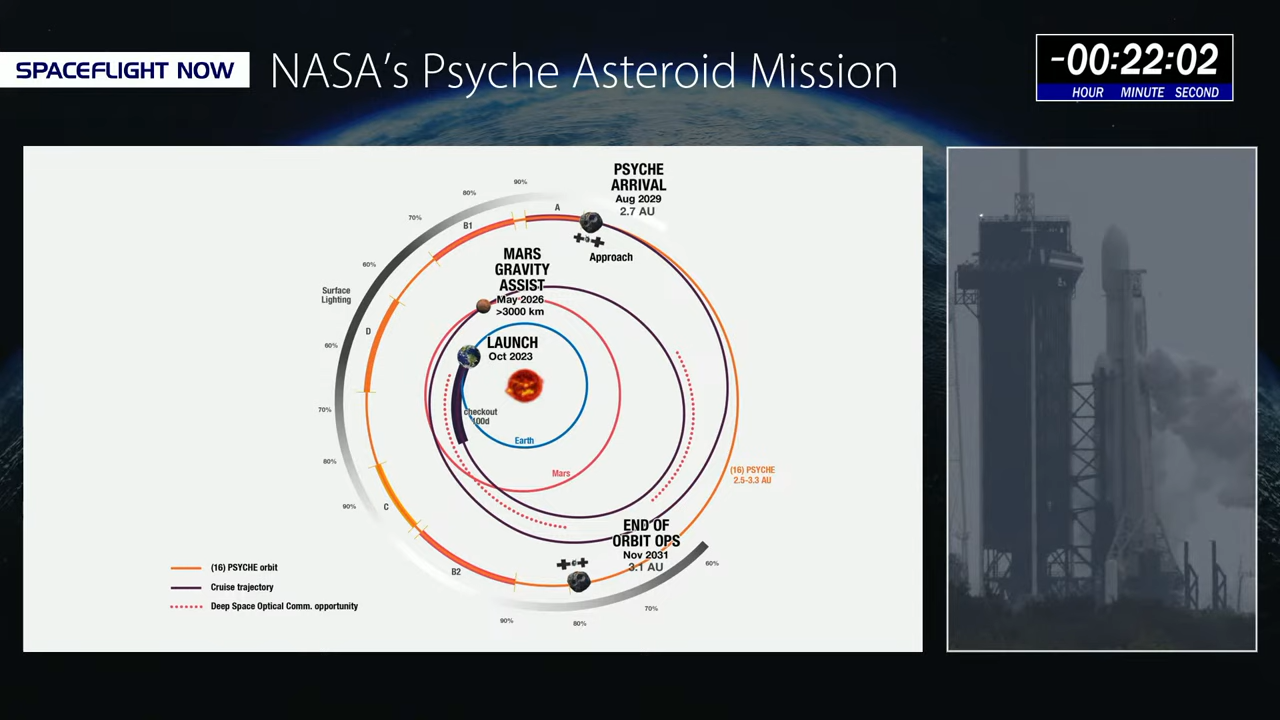 SPACEFLIGHT NOW
NASA's Psyche Asteroid Mission
-00:22:02
HOUR MINUTE SECOND
PSYCHE
ARRIVAL
Aug 2029
2.7 AU
90%
80%
70%
60%
A
B1
Approach
MARS
GRAVITY
ASSIST
May 2026
>3000 km
Surface
Lighting
D
60%
LAUNCH
Oct 2023
checkout
100d
70%
Earth
Mars
80%
(16) PSYCHE
2.5-3.3 AU
90%
C
END OF
ORBIT OPS
Nov 2031
3.1 AU
60%
B2
70%
90%
80%
(16) PSYCHE orbit
Cruise trajectory
Deep Space Optical Comm. opportunity